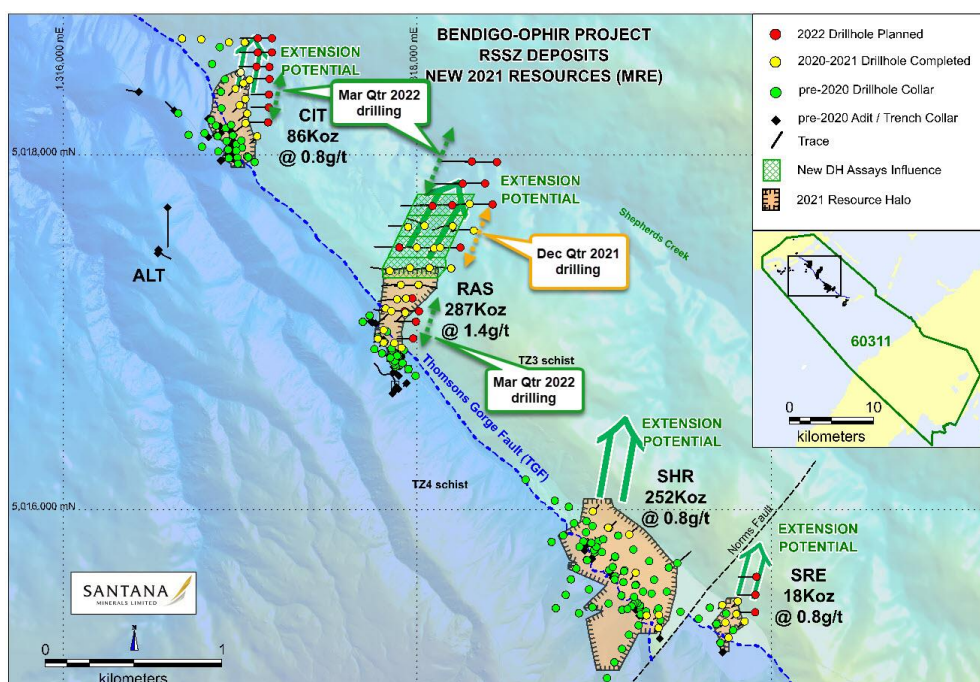 BENDIGO-OPHIR PROJECT
RSSZ DEPOSITS
NEW 2021 RESOURCES (MRE)
1,316,000 mE
1,318,000 mE
5,018,000 mN
5,016,000 mN
EXTENSION
POTENTIAL
Mar Qtr 2022
drilling
CIT
86Koz
@ 0.8g/t
EXTENSION
POTENTIAL
Shepherds Creek
Dec Qtr 2021
drilling
ALT
RAS
287Koz
@ 1.4g/t
TZ3 schist
Mar Qtr 2022
drilling
Thomsons Gorge Fault (TGF)
TZ4 schist
EXTENSION
POTENTIAL
SHR
252Koz
@ 0.8g/t
Norms Fault
EXTENSION
POTENTIAL
SRE
18Koz
@ 0.8g/t
SANTANA
MINERALS LIMITED
0 1
kilometers
2022 Drillhole Planned
2020-2021 Drillhole Completed
pre-2020 Drillhole Collar
pre-2020 Adit / Trench Collar
Trace
New DH Assays Influence
2021 Resource Halo
60311
0 10
kilometers